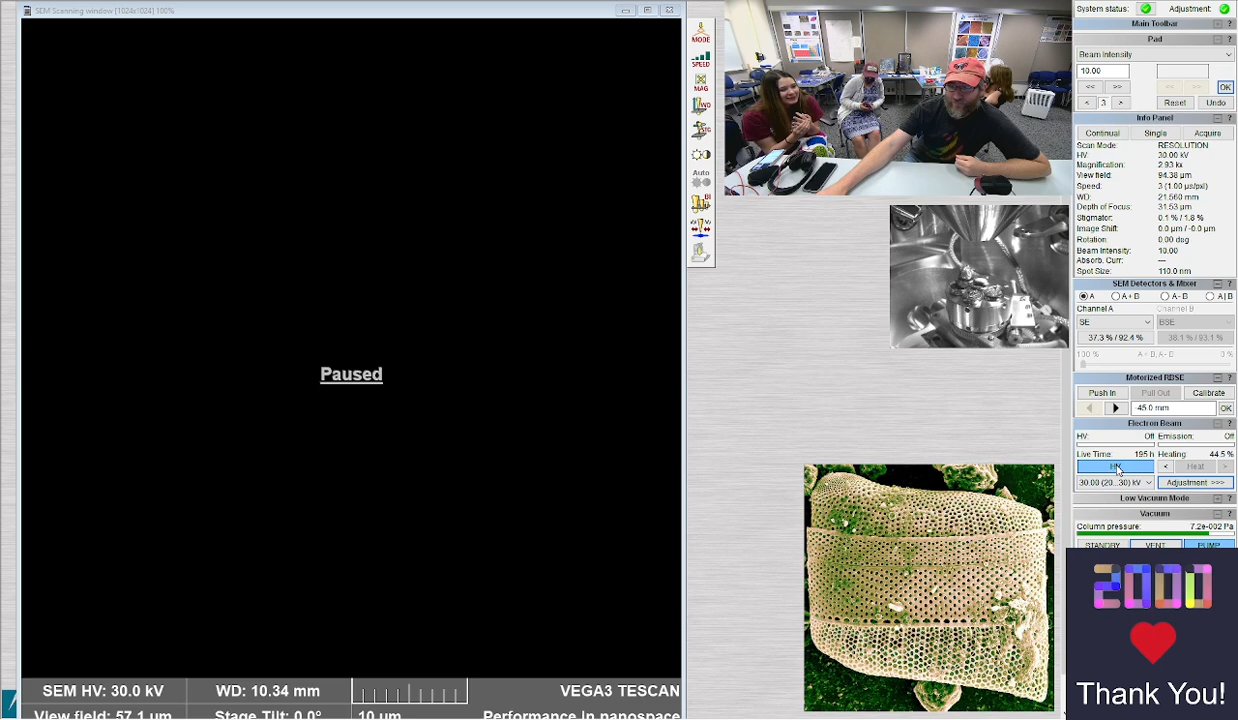 SEM Scanning window [1024x1024] 100%
Paused
SEM HV: 30.0 kV
WD: 10.34 mm
VEGA3 TESCAN
View field: 57.1 µm
Stage Tilt: 0.0°
10 µm
Performance in nanospace
MODE
SPEED
MAG
WD
STG
Auto
BI
System status:
Adjustment:
Main Toolbar
Pad
Beam Intensity
10.00
<< >> << >> OK
< 3 > Reset Undo
Info Panel
Continual Single Acquire
Scan Mode: RESOLUTION
HV: 30.00 kV
Magnification: 2.93 kx
View field: 94.38 µm
Speed: 3 (1.00 µs/pxl)
WD: 21.560 mm
Depth of Focus: 31.53 µm
Stigmator: 0.1 % / 1.8 %
Image Shift: 0.0 µm / -0.0 µm
Rotation: 0.00 deg
Beam Intensity: 10.00
Absorb. Curr: ---
Spot Size: 110.0 nm
SEM Detectors & Mixer
A A+B A-B A|B
Channel A Channel B
SE BSE
37.3 % / 92.4 % 38.1 % / 93.1 %
100 % A+B, A-B 0 %
Motorized RBSE
Push In Pull Out Calibrate
-45.0 mm OK
Electron Beam
HV: Off Emission: Off
Live Time: 195 h Heating: 44.5 %
HV < Heat >
30.00 (20...30) kV Adjustment >>>
Low Vacuum Mode
Vacuum
Column pressure: 7.2e-002 Pa
STANDBY VENT PUMP
2000
Thank You!